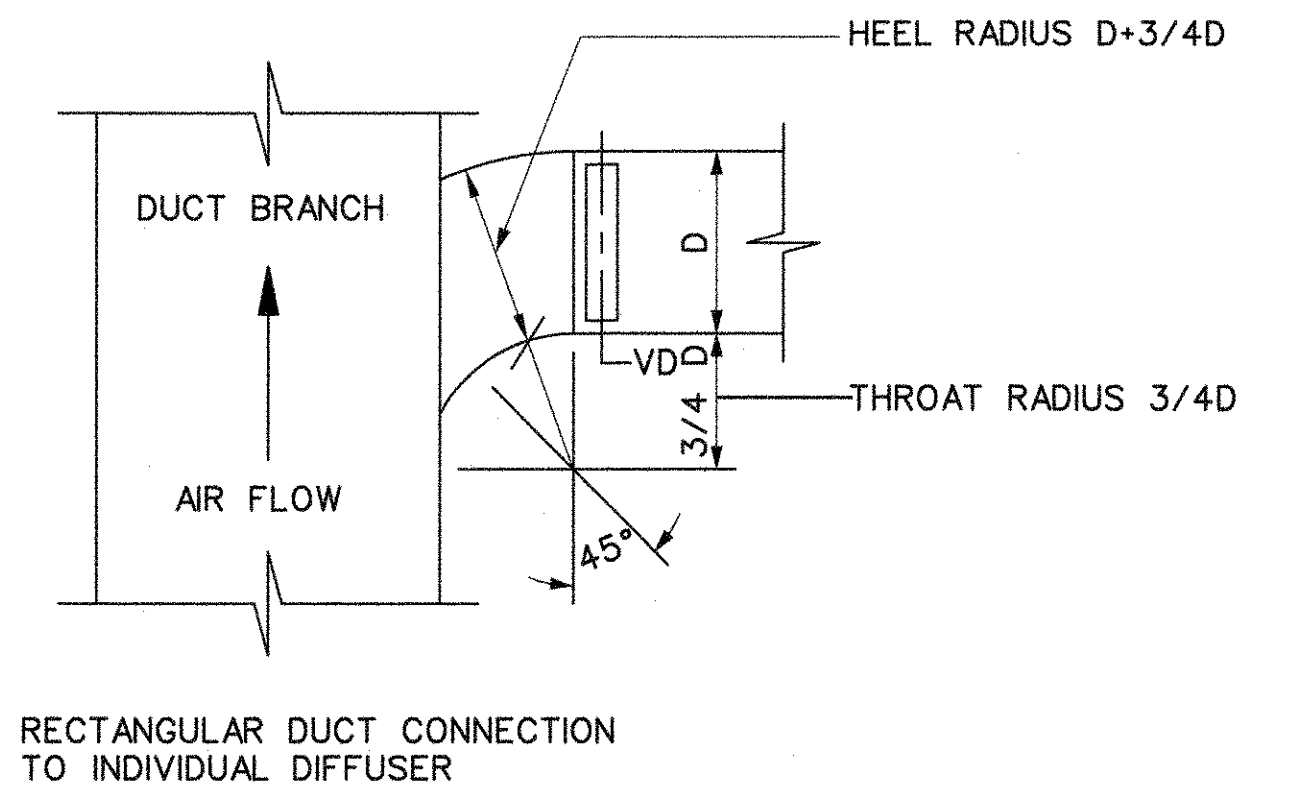 HEEL RADIUS D+3/4D
DUCT BRANCH
D
VD
3/4 D
THROAT RADIUS 3/4D
AIR FLOW
45°
RECTANGULAR DUCT CONNECTION
TO INDIVIDUAL DIFFUSER